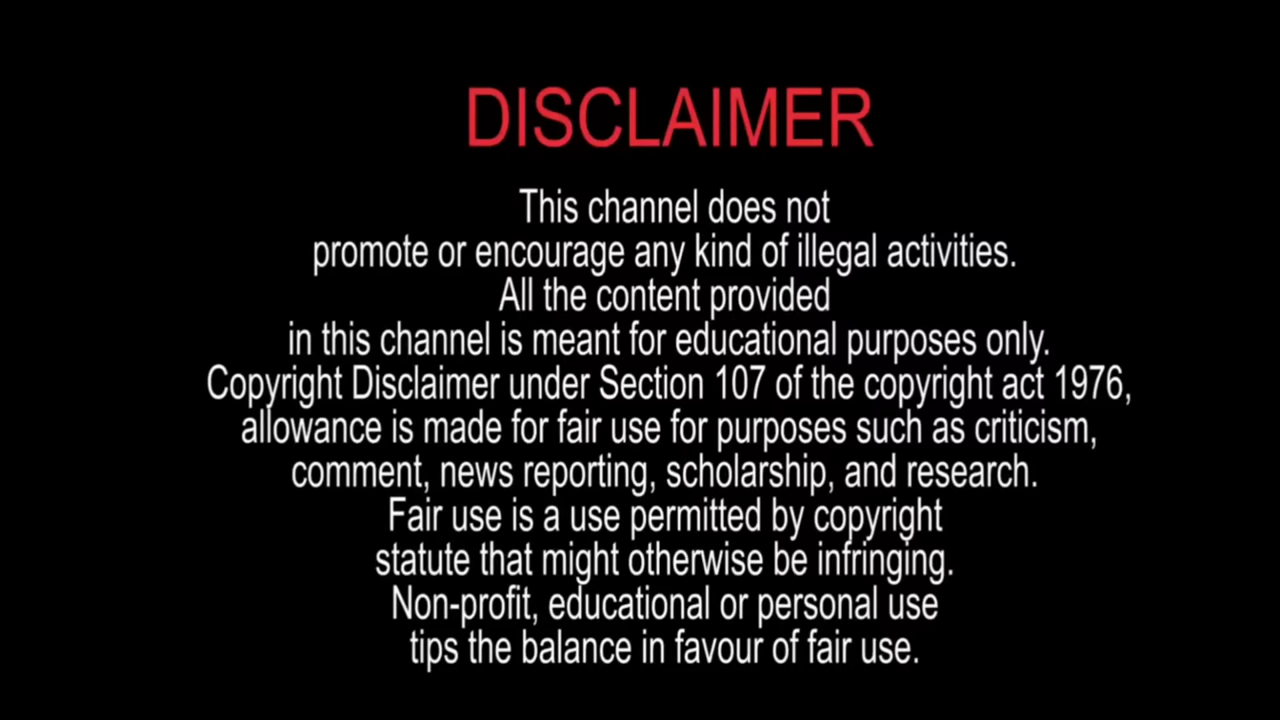 DISCLAIMER
This channel does not
promote or encourage any kind of illegal activities.
All the content provided
in this channel is meant for educational purposes only.
Copyright Disclaimer under Section 107 of the copyright act 1976,
allowance is made for fair use for purposes such as criticism,
comment, news reporting, scholarship, and research.
Fair use is a use permitted by copyright
statute that might otherwise be infringing.
Non-profit, educational or personal use
tips the balance in favour of fair use.